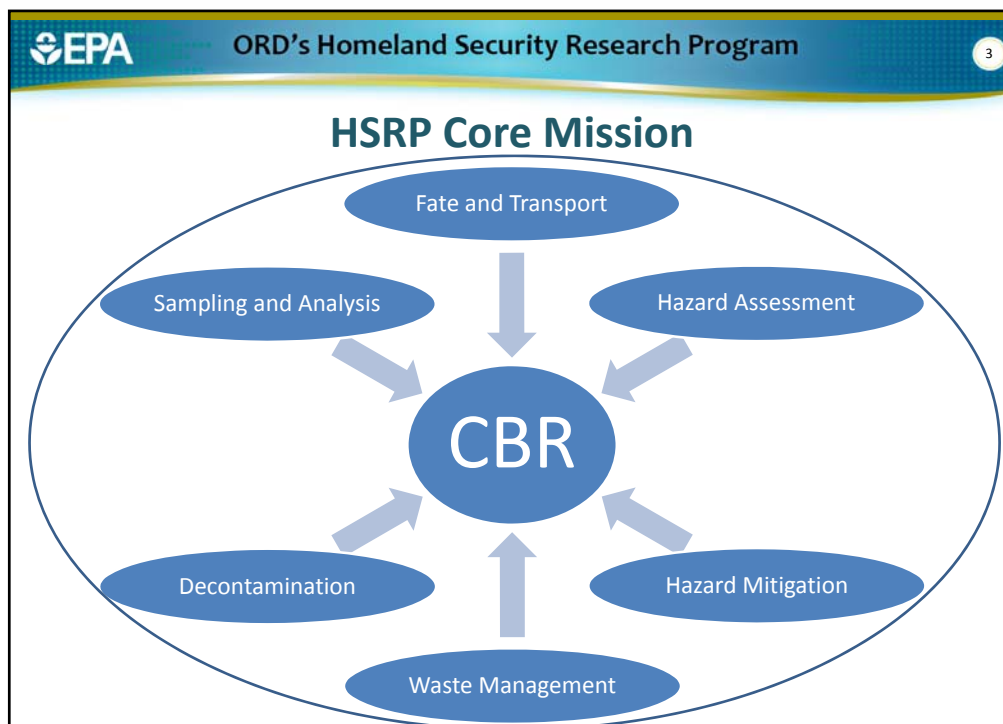 EPA
ORD's Homeland Security Research Program
3
HSRP Core Mission
Fate and Transport
Sampling and Analysis
Hazard Assessment
CBR
Decontamination
Hazard Mitigation
Waste Management